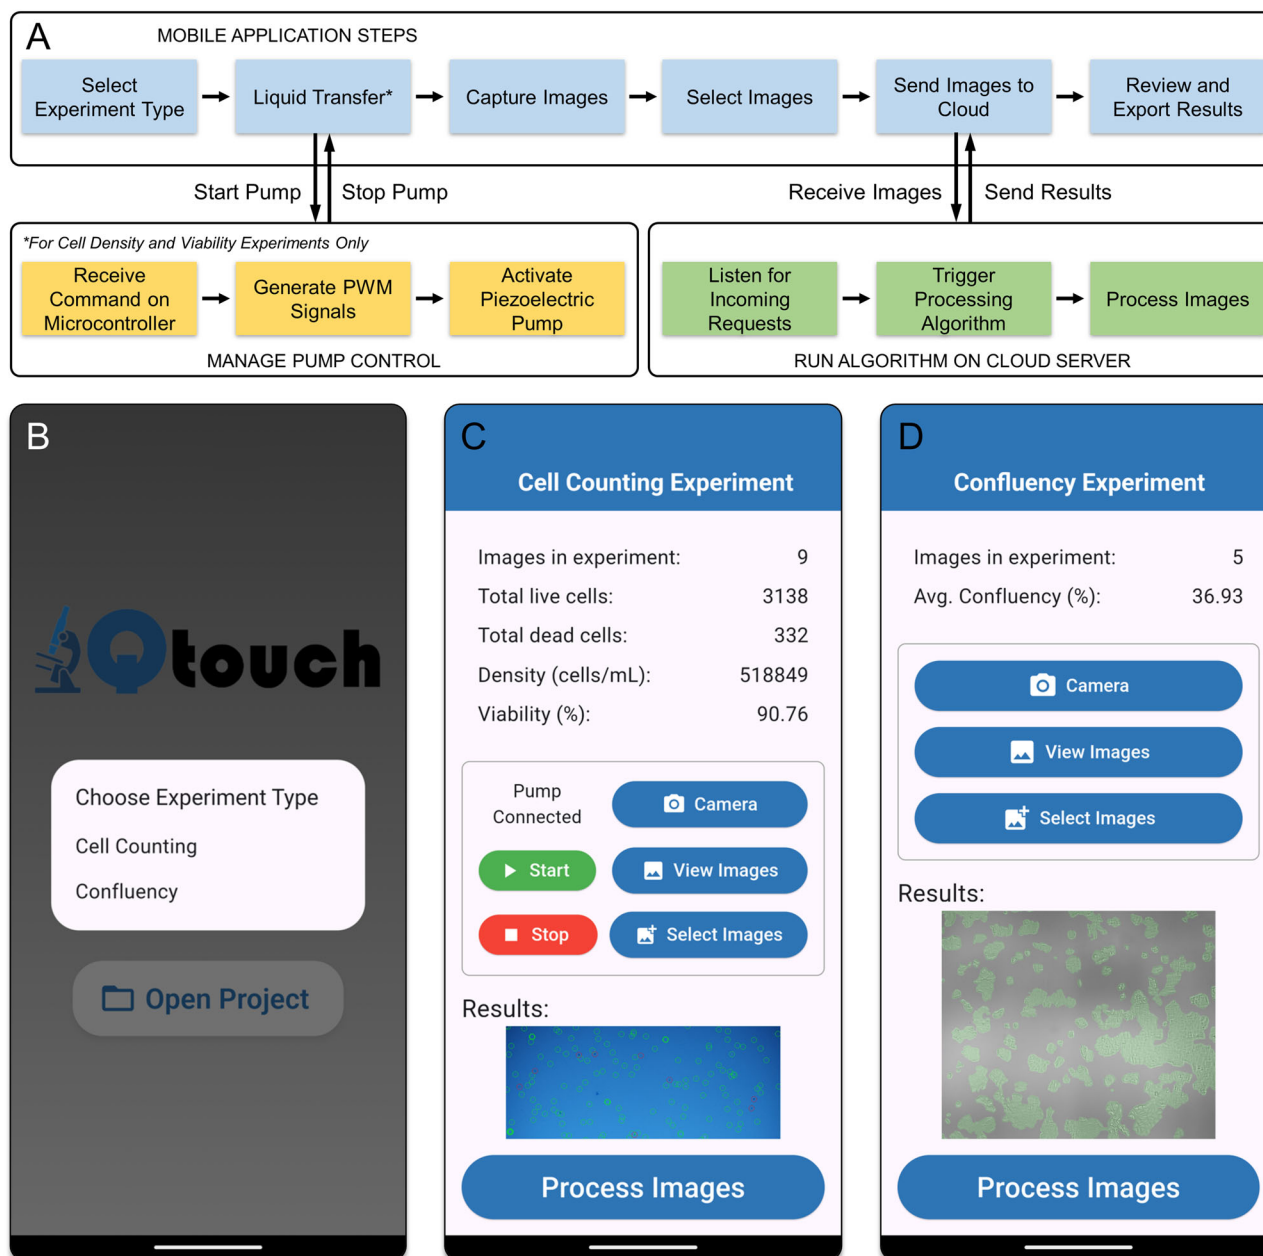 A
MOBILE APPLICATION STEPS
Select
Experiment Type
Liquid Transfer*
Capture Images
Select Images
Send Images to
Cloud
Review and
Export Results
Start Pump
Stop Pump
Receive Images
Send Results
*For Cell Density and Viability Experiments Only
Receive
Command on
Microcontroller
Generate PWM
Signals
Activate
Piezoelectric
Pump
MANAGE PUMP CONTROL
Listen for
Incoming
Requests
Trigger
Processing
Algorithm
Process Images
RUN ALGORITHM ON CLOUD SERVER
B
Qtouch
Choose Experiment Type
Cell Counting
Confluency
Open Project
C
Cell Counting Experiment
Images in experiment: 9
Total live cells: 3138
Total dead cells: 332
Density (cells/mL): 518849
Viability (%): 90.76
Pump
Connected
Camera
Start
View Images
Stop
Select Images
Results:
Process Images
D
Confluency Experiment
Images in experiment: 5
Avg. Confluency (%): 36.93
Camera
View Images
Select Images
Results:
Process Images